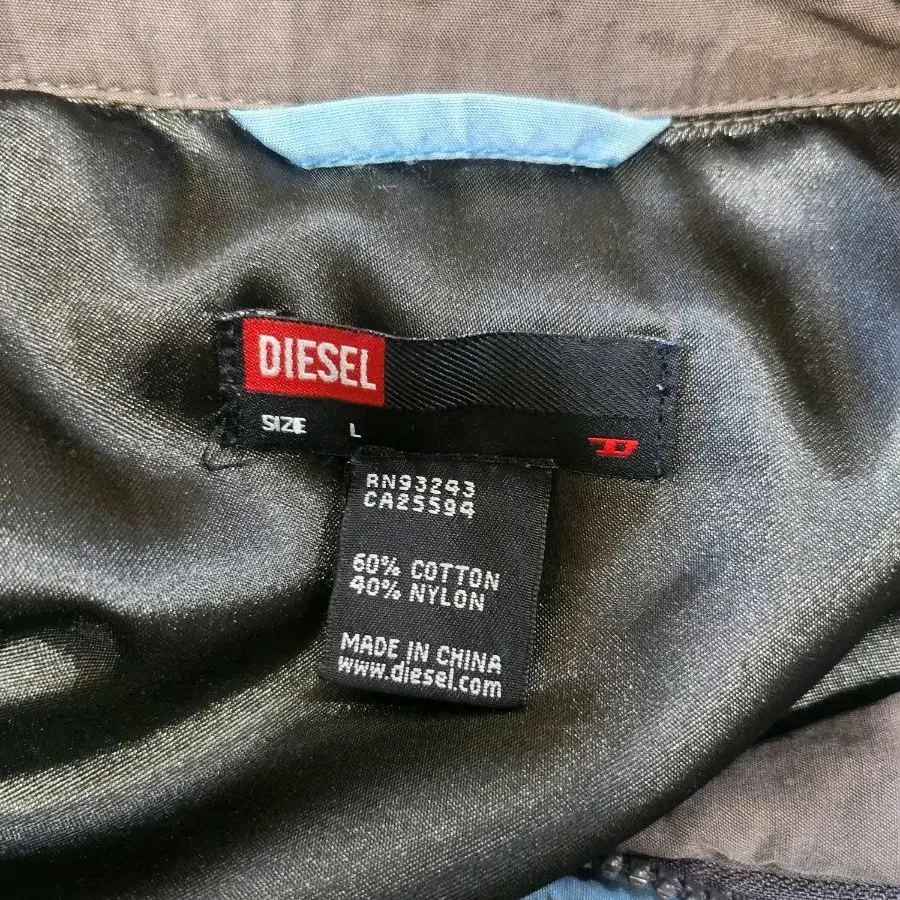 DIESEL
SIZE L
RN93243
CA25594
60% COTTON
40% NYLON
MADE IN CHINA
www.diesel.com